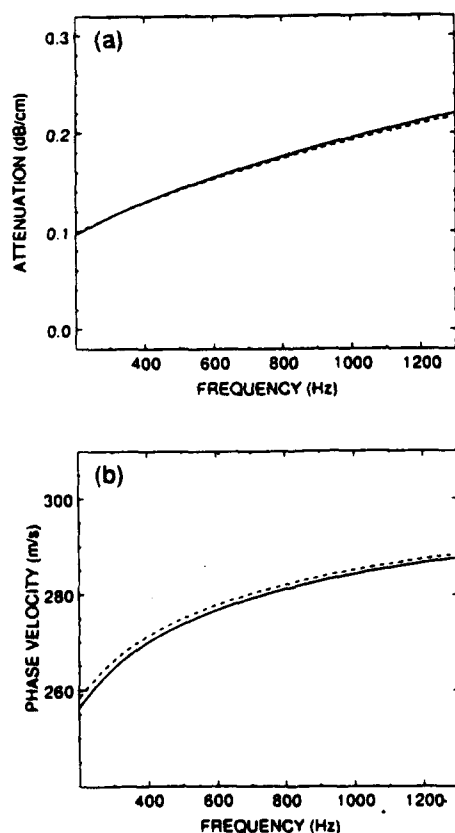 (a)
0.3
0.2
0.1
0.0
ATTENUATION (dB/cm)
400 600 800 1000 1200
FREQUENCY (Hz)
(b)
300
280
260
PHASE VELOCITY (m/s)
400 600 800 1000 1200
FREQUENCY (Hz)